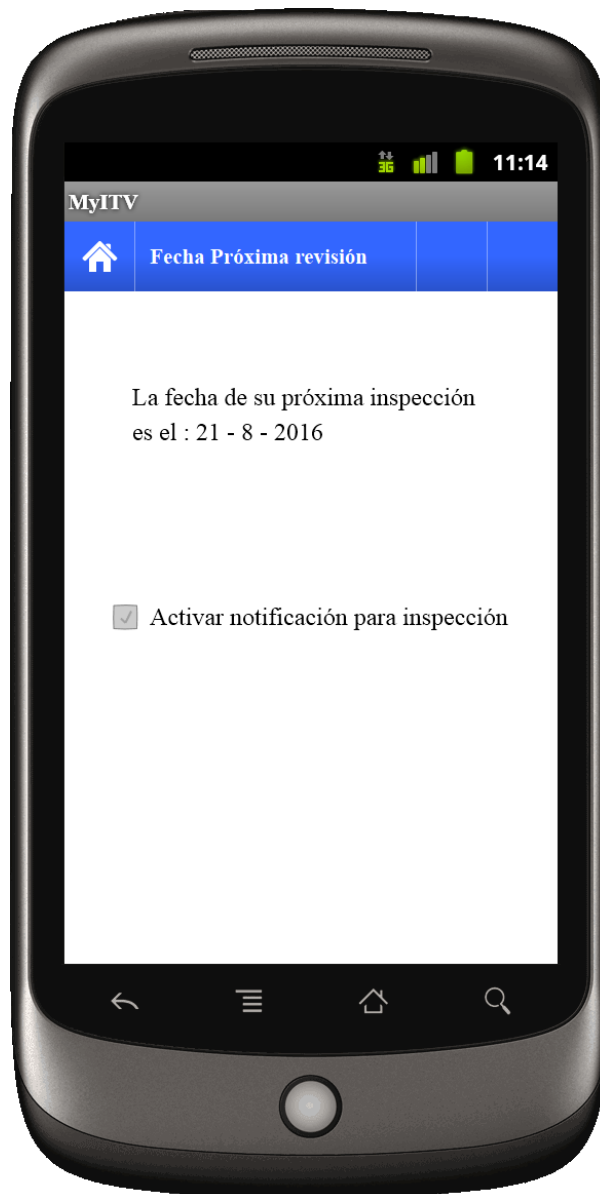 3G 11:14
MyITV
Fecha Próxima revisión
La fecha de su próxima inspección
es el : 21 - 8 - 2016
Activar notificación para inspección